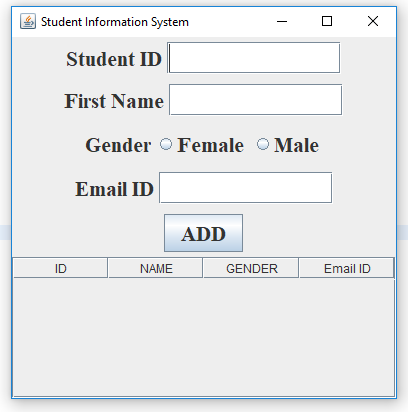 Student Information System
Student ID
First Name
Gender Female Male
Email ID
ADD
ID NAME GENDER Email ID